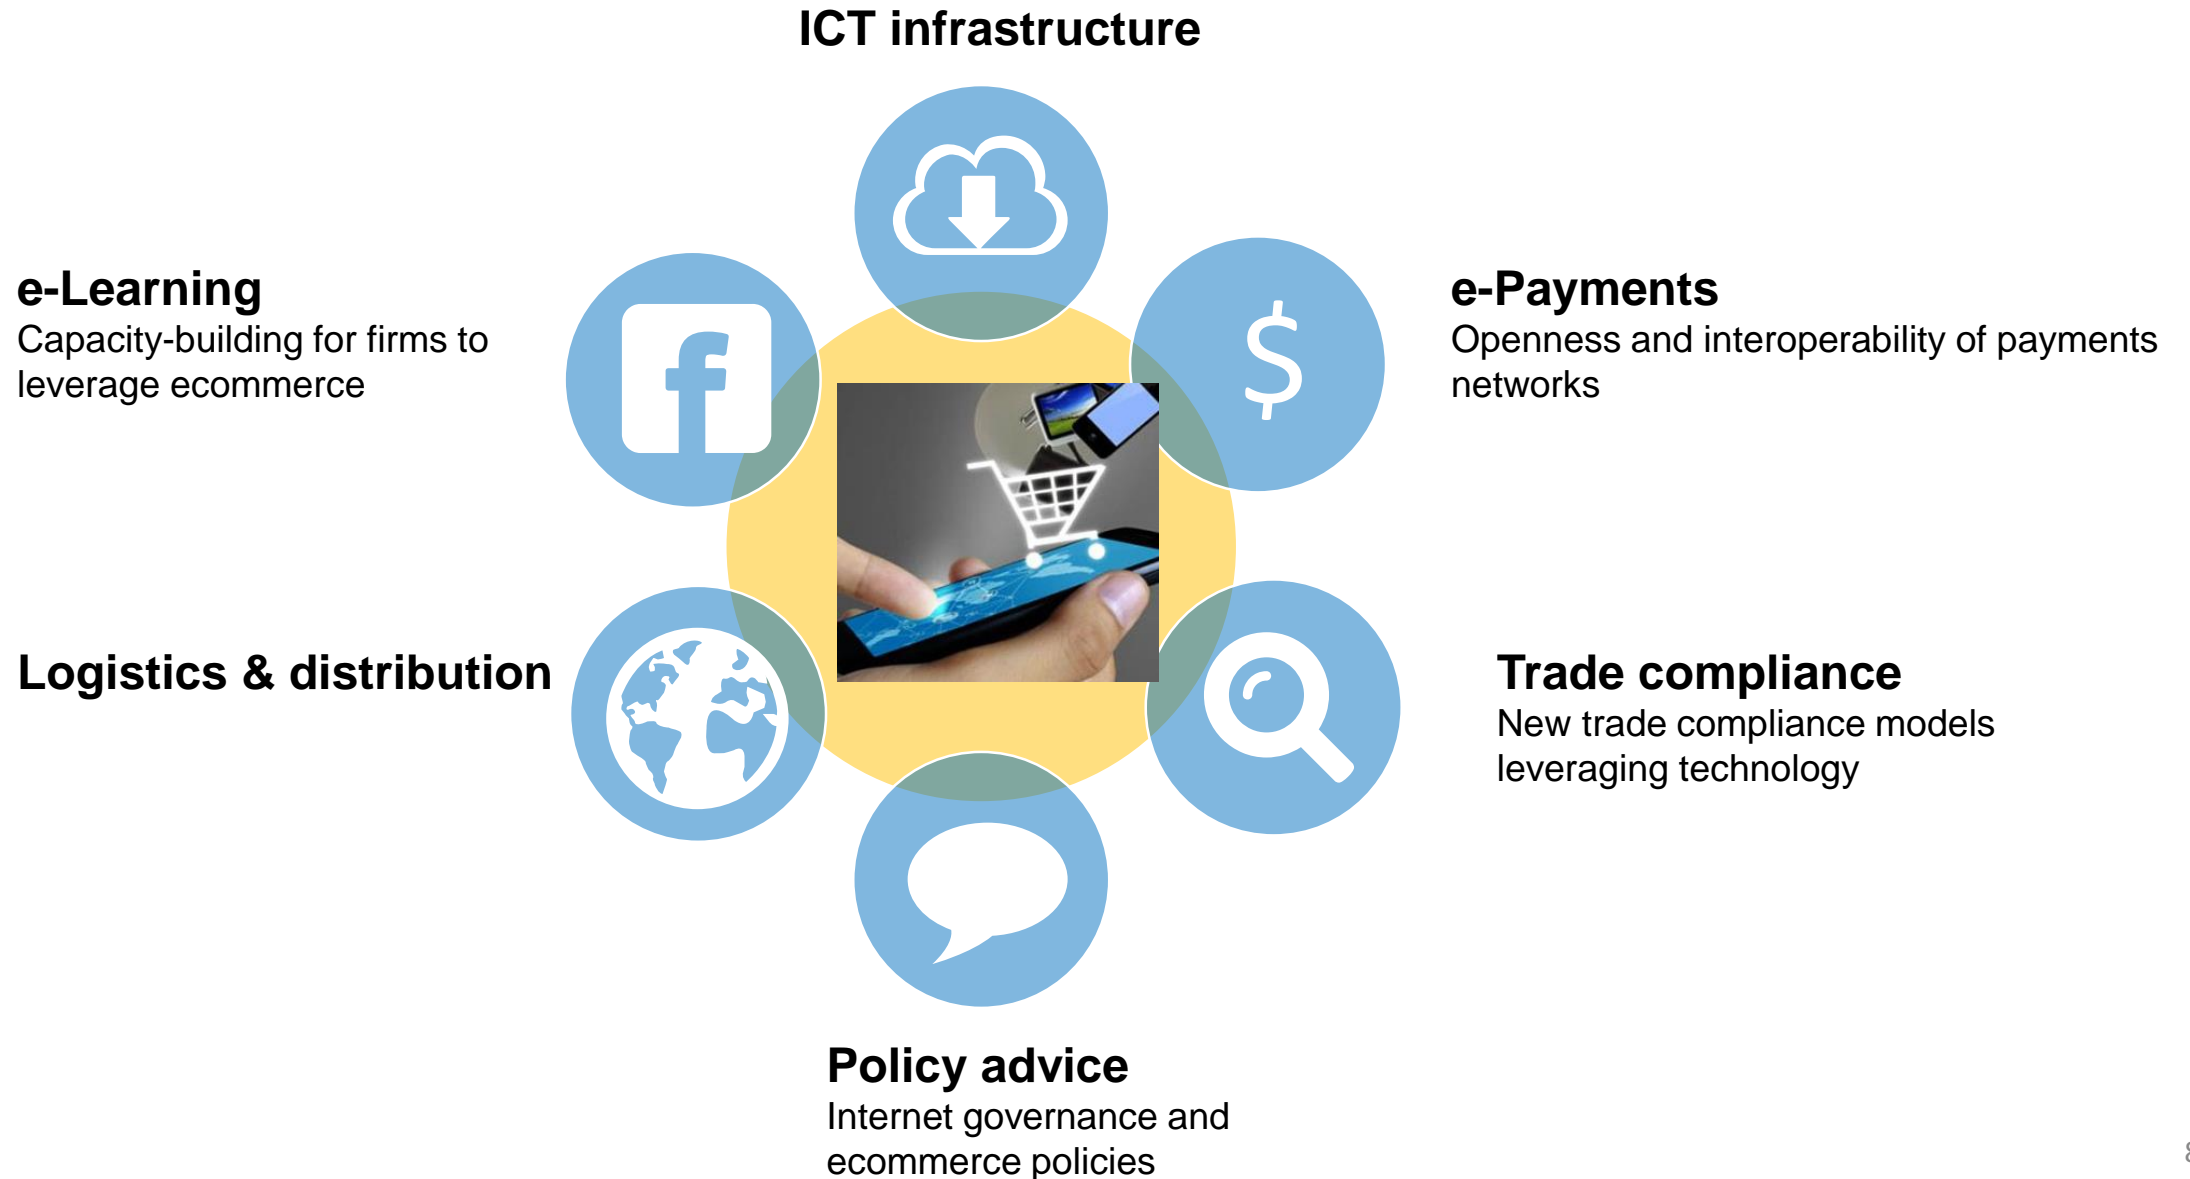 ICT infrastructure
e-Learning
Capacity-building for firms to
leverage ecommerce
e-Payments
Openness and interoperability of payments
networks
$
Logistics & distribution
Trade compliance
New trade compliance models
leveraging technology
Policy advice
Internet governance and
ecommerce policies